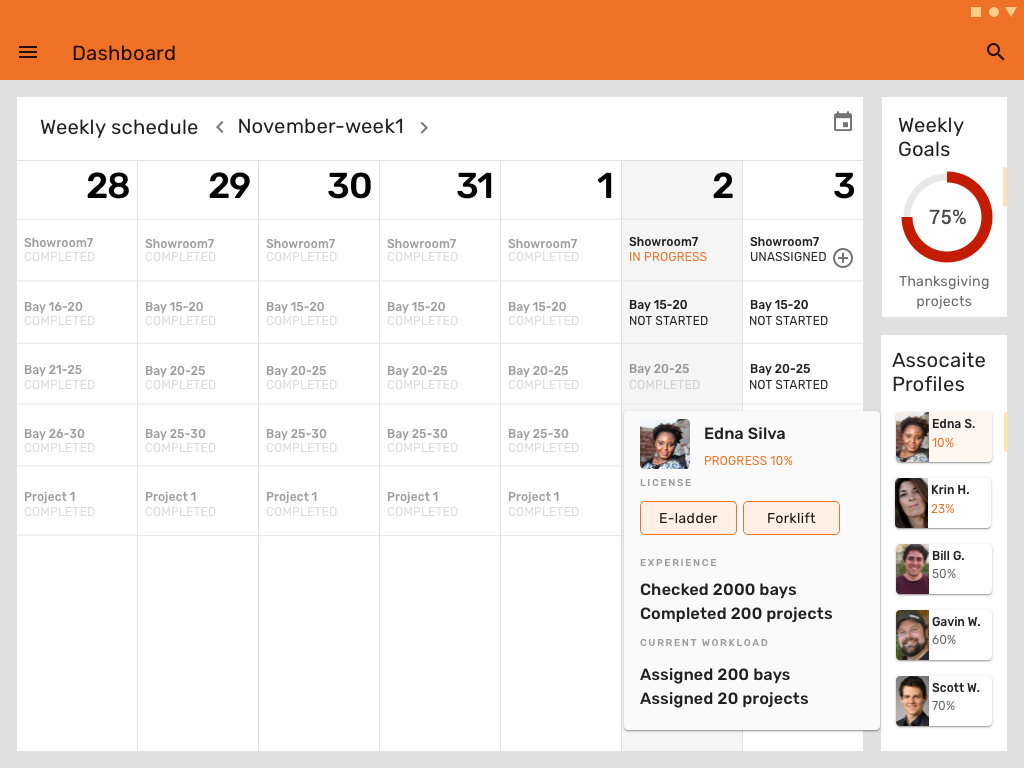 Dashboard
Weekly schedule
November-week1
28 29 30 31 1 2 3
Showroom7 Showroom7 Showroom7 Showroom7 Showroom7 Showroom7 Showroom7
COMPLETED COMPLETED COMPLETED COMPLETED COMPLETED IN PROGRESS UNASSIGNED
Bay 16-20 Bay 15-20 Bay 15-20 Bay 15-20 Bay 15-20 Bay 15-20 Bay 15-20
COMPLETED COMPLETED COMPLETED COMPLETED COMPLETED NOT STARTED NOT STARTED
Bay 21-25 Bay 20-25 Bay 20-25 Bay 20-25 Bay 20-25 Bay 20-25 Bay 20-25
COMPLETED COMPLETED COMPLETED COMPLETED COMPLETED COMPLETED NOT STARTED
Bay 26-30 Bay 25-30 Bay 25-30 Bay 25-30 Bay 25-30
COMPLETED COMPLETED COMPLETED COMPLETED COMPLETED
Project 1 Project 1 Project 1 Project 1 Project 1
COMPLETED COMPLETED COMPLETED COMPLETED COMPLETED
Edna Silva
PROGRESS 10%
LICENSE
E-ladder Forklift
EXPERIENCE
Checked 2000 bays
Completed 200 projects
CURRENT WORKLOAD
Assigned 200 bays
Assigned 20 projects
Weekly
Goals
75%
Thanksgiving
projects
Assocaite
Profiles
Edna S.
10%
Krin H.
23%
Bill G.
50%
Gavin W.
60%
Scott W.
70%